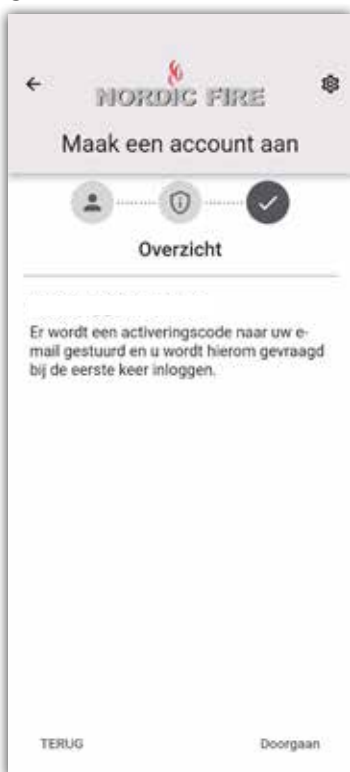 NORDIC FIRE
Maak een account aan
Overzicht
Er wordt een activeringscode naar uw e-
mail gestuurd en u wordt hierom gevraagd
bij de eerste keer inloggen.
TERUG
Doorgaan